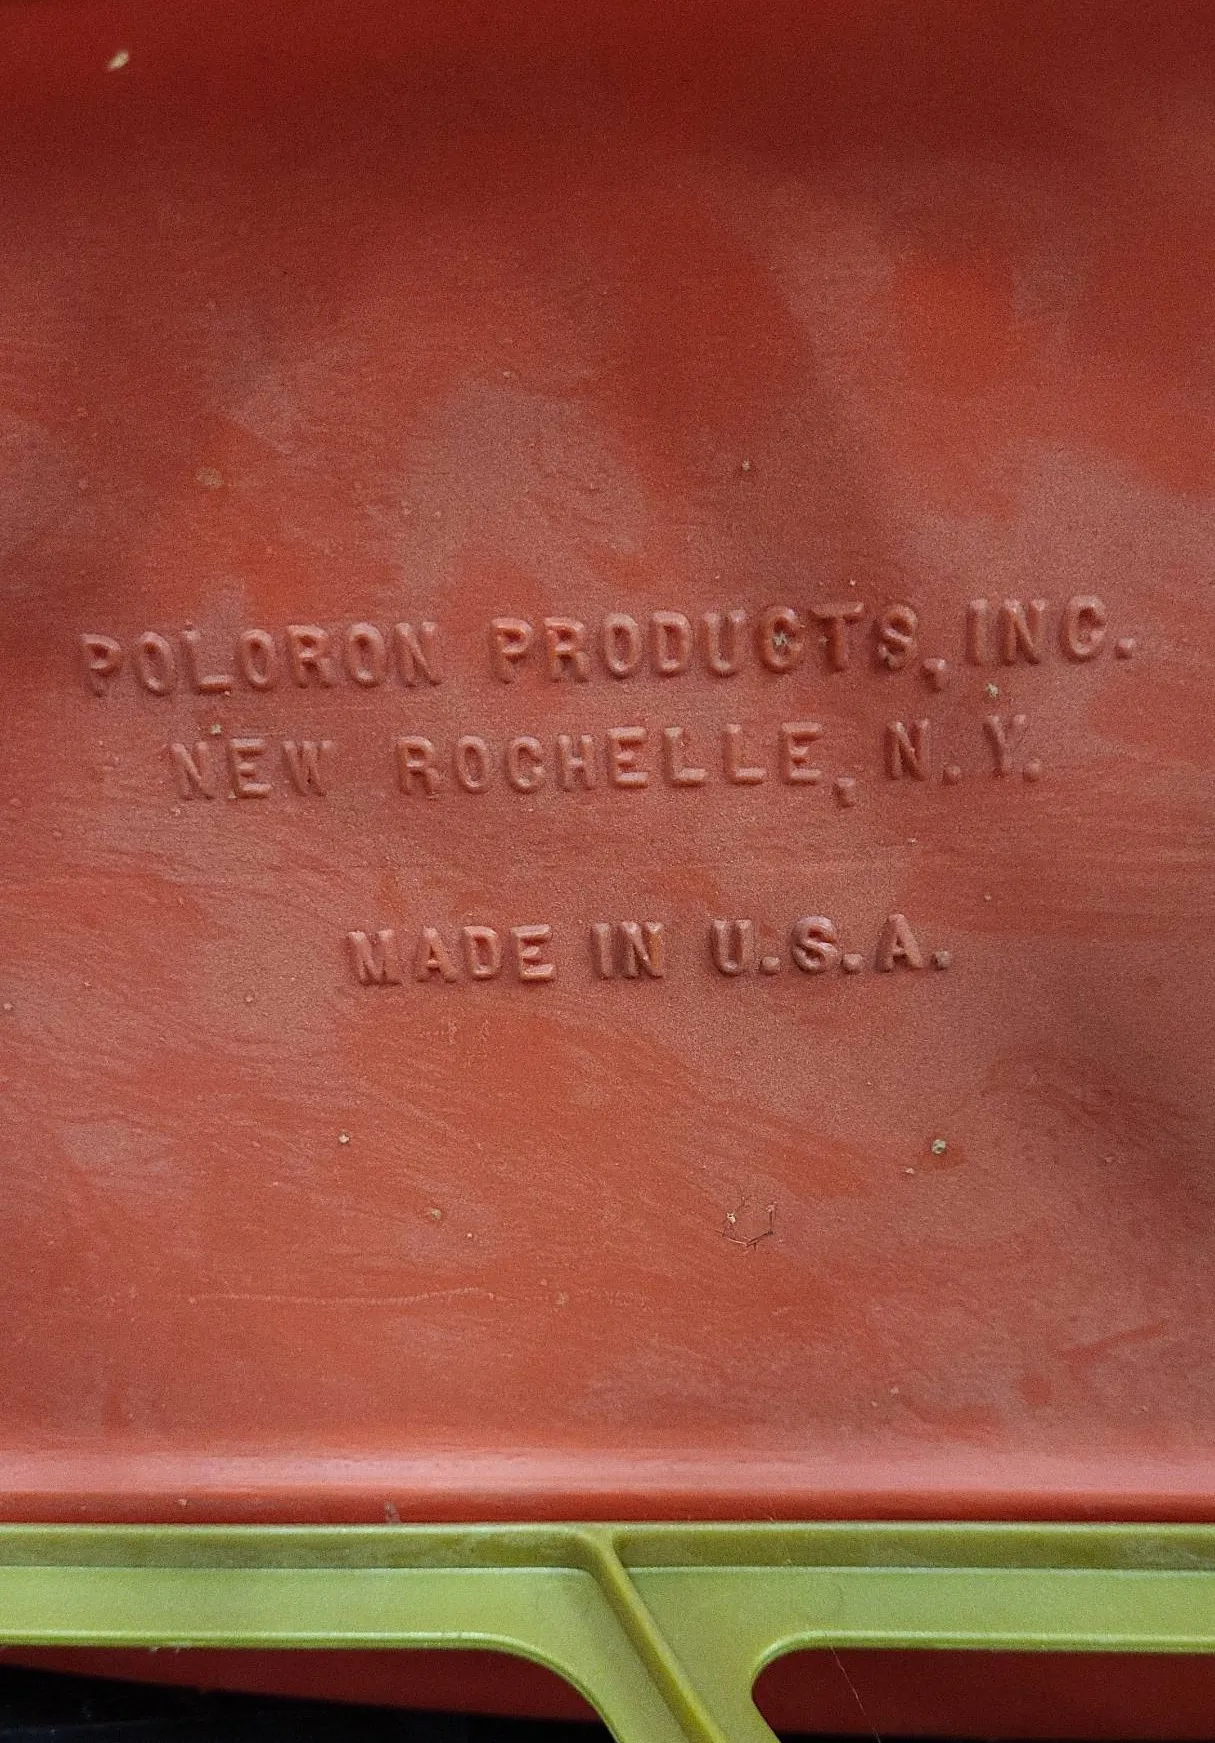 POLORON PRODUCTS, INC.
NEW ROCHELLE, N.Y.
MADE IN U.S.A.